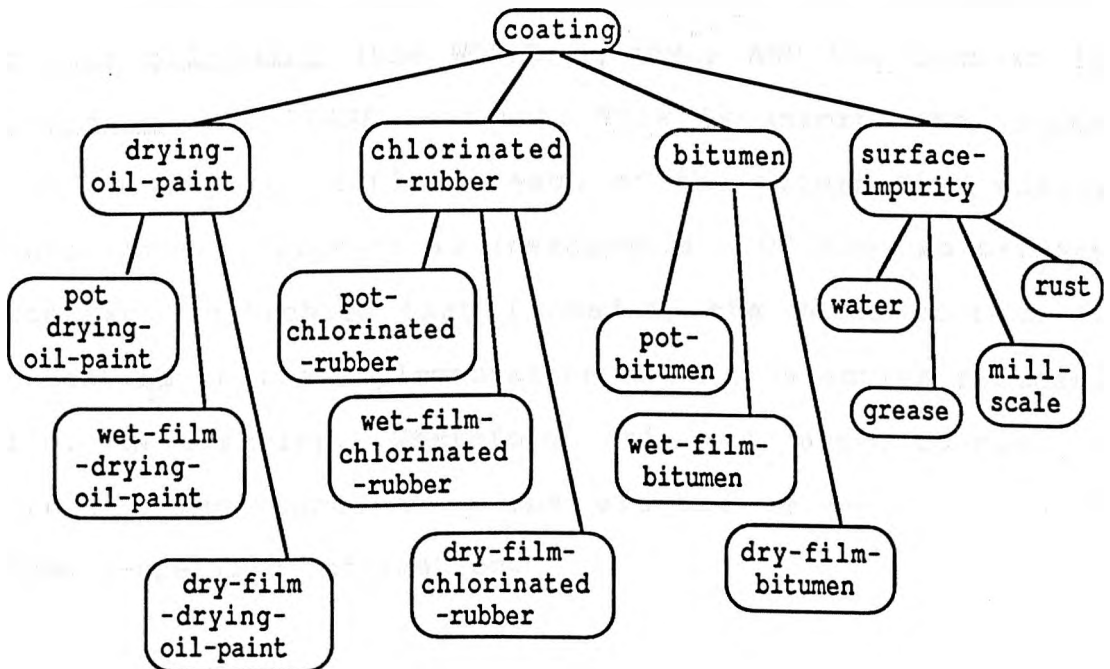 coating
drying-
oil-paint
chlorinated
-rubber
bitumen
surface-
impurity
pot
drying-
oil-paint
pot-
chlorinated
-rubber
pot-
bitumen
water
rust
grease
mill-
scale
wet-film
-drying-
oil-paint
wet-film-
chlorinated
-rubber
wet-film-
bitumen
dry-film
-drying-
oil-paint
dry-film-
chlorinated
-rubber
dry-film-
bitumen